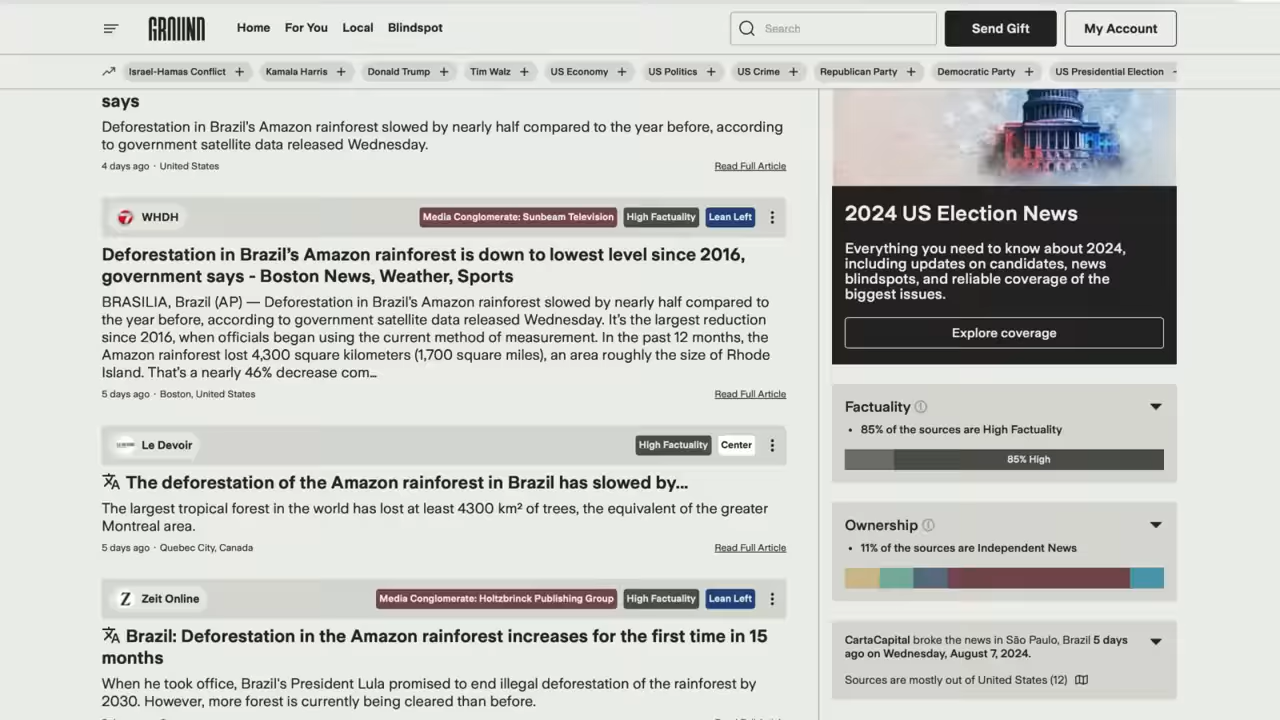 GROUND
Home
For You
Local
Blindspot
Search
Send Gift
My Account
Israel-Hamas Conflict +
Kamala Harris +
Donald Trump +
Tim Walz +
US Economy +
US Politics +
US Crime +
Republican Party +
Democratic Party +
US Presidential Election
says
Deforestation in Brazil's Amazon rainforest slowed by nearly half compared to the year before, according
to government satellite data released Wednesday.
4 days ago · United States
Read Full Article
WHDH
Media Conglomerate: Sunbeam Television
High Factuality
Lean Left
Deforestation in Brazil's Amazon rainforest is down to lowest level since 2016,
government says - Boston News, Weather, Sports
BRASILIA, Brazil (AP) — Deforestation in Brazil's Amazon rainforest slowed by nearly half compared to
the year before, according to government satellite data released Wednesday. It's the largest reduction
since 2016, when officials began using the current method of measurement. In the past 12 months, the
Amazon rainforest lost 4,300 square kilometers (1,700 square miles), an area roughly the size of Rhode
Island. That's a nearly 46% decrease com…
5 days ago · Boston, United States
Read Full Article
Le Devoir
High Factuality
Center
The deforestation of the Amazon rainforest in Brazil has slowed by...
The largest tropical forest in the world has lost at least 4300 km² of trees, the equivalent of the greater
Montreal area.
5 days ago · Quebec City, Canada
Read Full Article
Z
Zeit Online
Media Conglomerate: Holtzbrinck Publishing Group
High Factuality
Lean Left
Brazil: Deforestation in the Amazon rainforest increases for the first time in 15
months
When he took office, Brazil's President Lula promised to end illegal deforestation of the rainforest by
2030. However, more forest is currently being cleared than before.
2024 US Election News
Everything you need to know about 2024,
including updates on candidates, news
blindspots, and reliable coverage of the
biggest issues.
Explore coverage
Factuality
• 85% of the sources are High Factuality
85% High
Ownership
• 11% of the sources are Independent News
CartaCapital broke the news in São Paulo, Brazil 5 days
ago on Wednesday, August 7, 2024.
Sources are mostly out of United States (12)